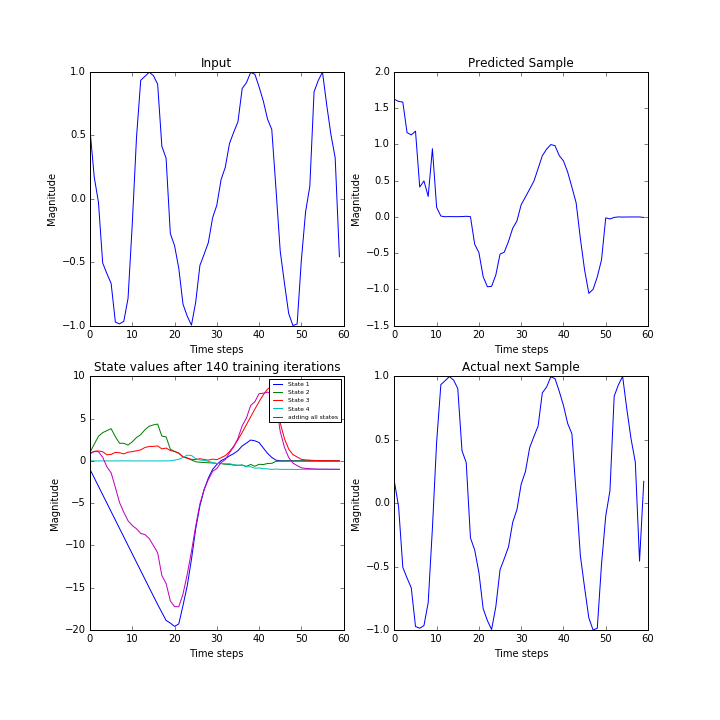 Input
Magnitude
1.0
0.5
0.0
−0.5
−1.0
0 10 20 30 40 50 60
Time steps
Predicted Sample
Magnitude
2.0
1.5
1.0
0.5
0.0
−0.5
−1.0
−1.5
0 10 20 30 40 50 60
Time steps
State values after 140 training iterations
Magnitude
10
5
0
−5
−10
−15
−20
0 10 20 30 40 50 60
Time steps
State 1
State 2
State 3
State 4
adding all states
Actual next Sample
Magnitude
1.0
0.5
0.0
−0.5
−1.0
0 10 20 30 40 50 60
Time steps